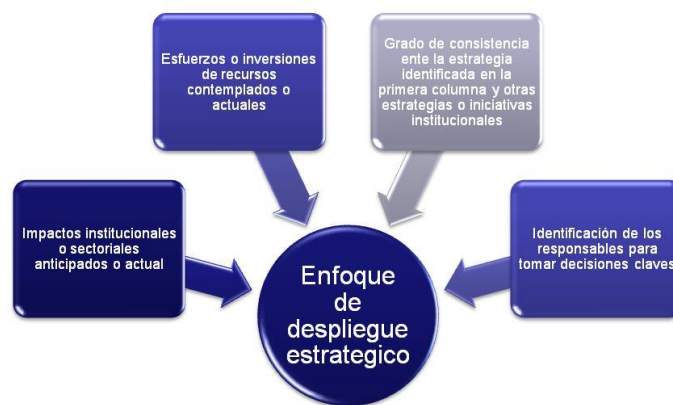 Esfuerzos o inversiones
de recursos
contemplados o
actuales
Grado de consistencia
ente la estrategia
identificada en la
primera columna y otras
estrategias o iniciativas
institucionales
Impactos institucionales
o sectoriales
anticipados o actual
Identificación de los
responsables para
tomar decisiones claves
Enfoque
de
despliegue
estrategico